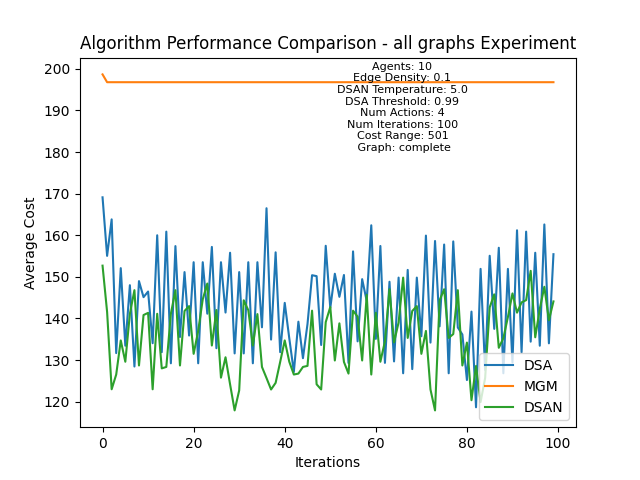 Algorithm Performance Comparison - all graphs Experiment
Agents: 10
Edge Density: 0.1
DSAN Temperature: 5.0
DSA Threshold: 0.99
Num Actions: 4
Num Iterations: 100
Cost Range: 501
Graph: complete
200
190
180
170
160
150
140
130
120
Average Cost
0
20
40
60
80
100
Iterations
DSA
MGM
DSAN